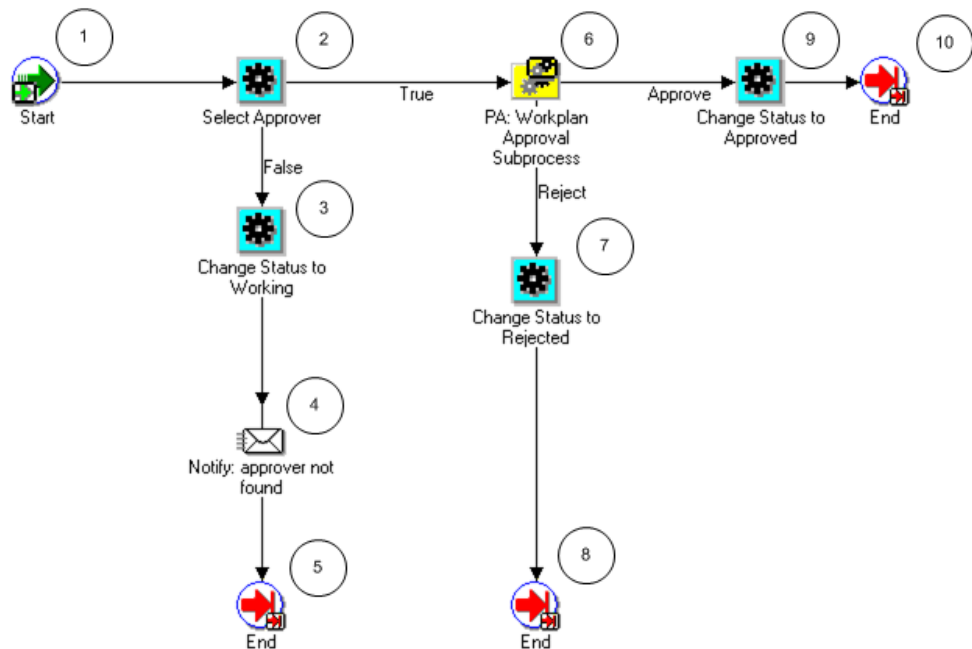 1
2
6
9
10
Start
Select Approver
True
PA: Workplan
Approval
Subprocess
Approve
Change Status to
Approved
End
False
3
Change Status to
Working
Reject
7
Change Status to
Rejected
4
Notify: approver not
found
5
End
8
End